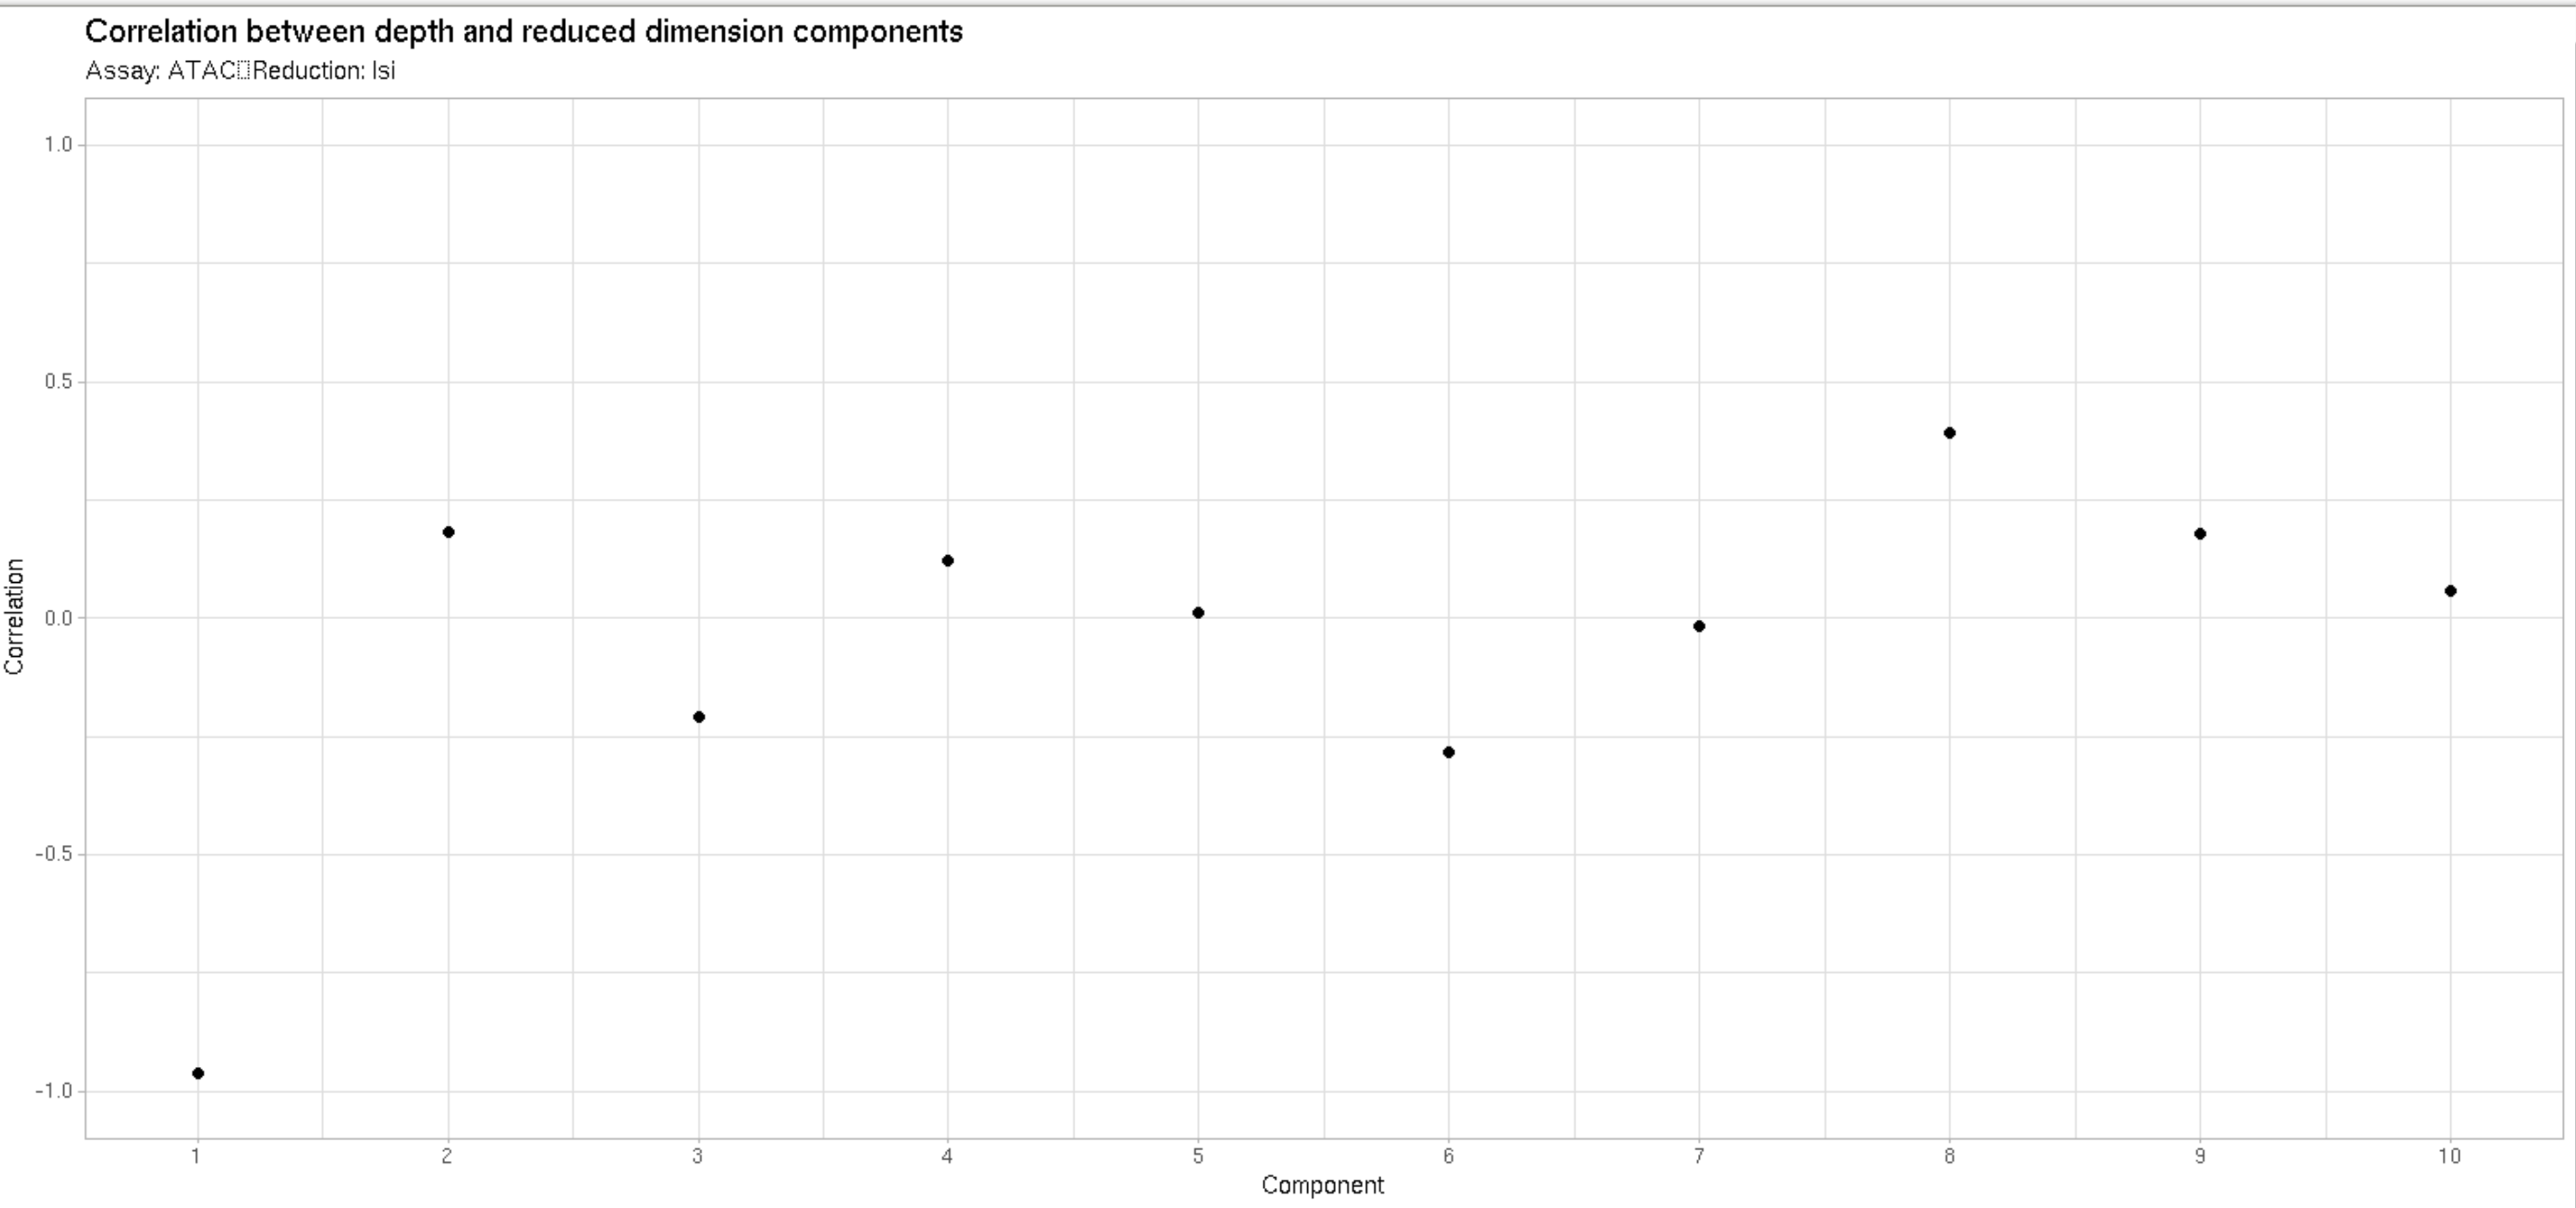 Correlation between depth and reduced dimension components
Assay: ATAC Reduction: lsi
1.0
0.5
0.0
-0.5
-1.0
Correlation
1 2 3 4 5 6 7 8 9 10
Component